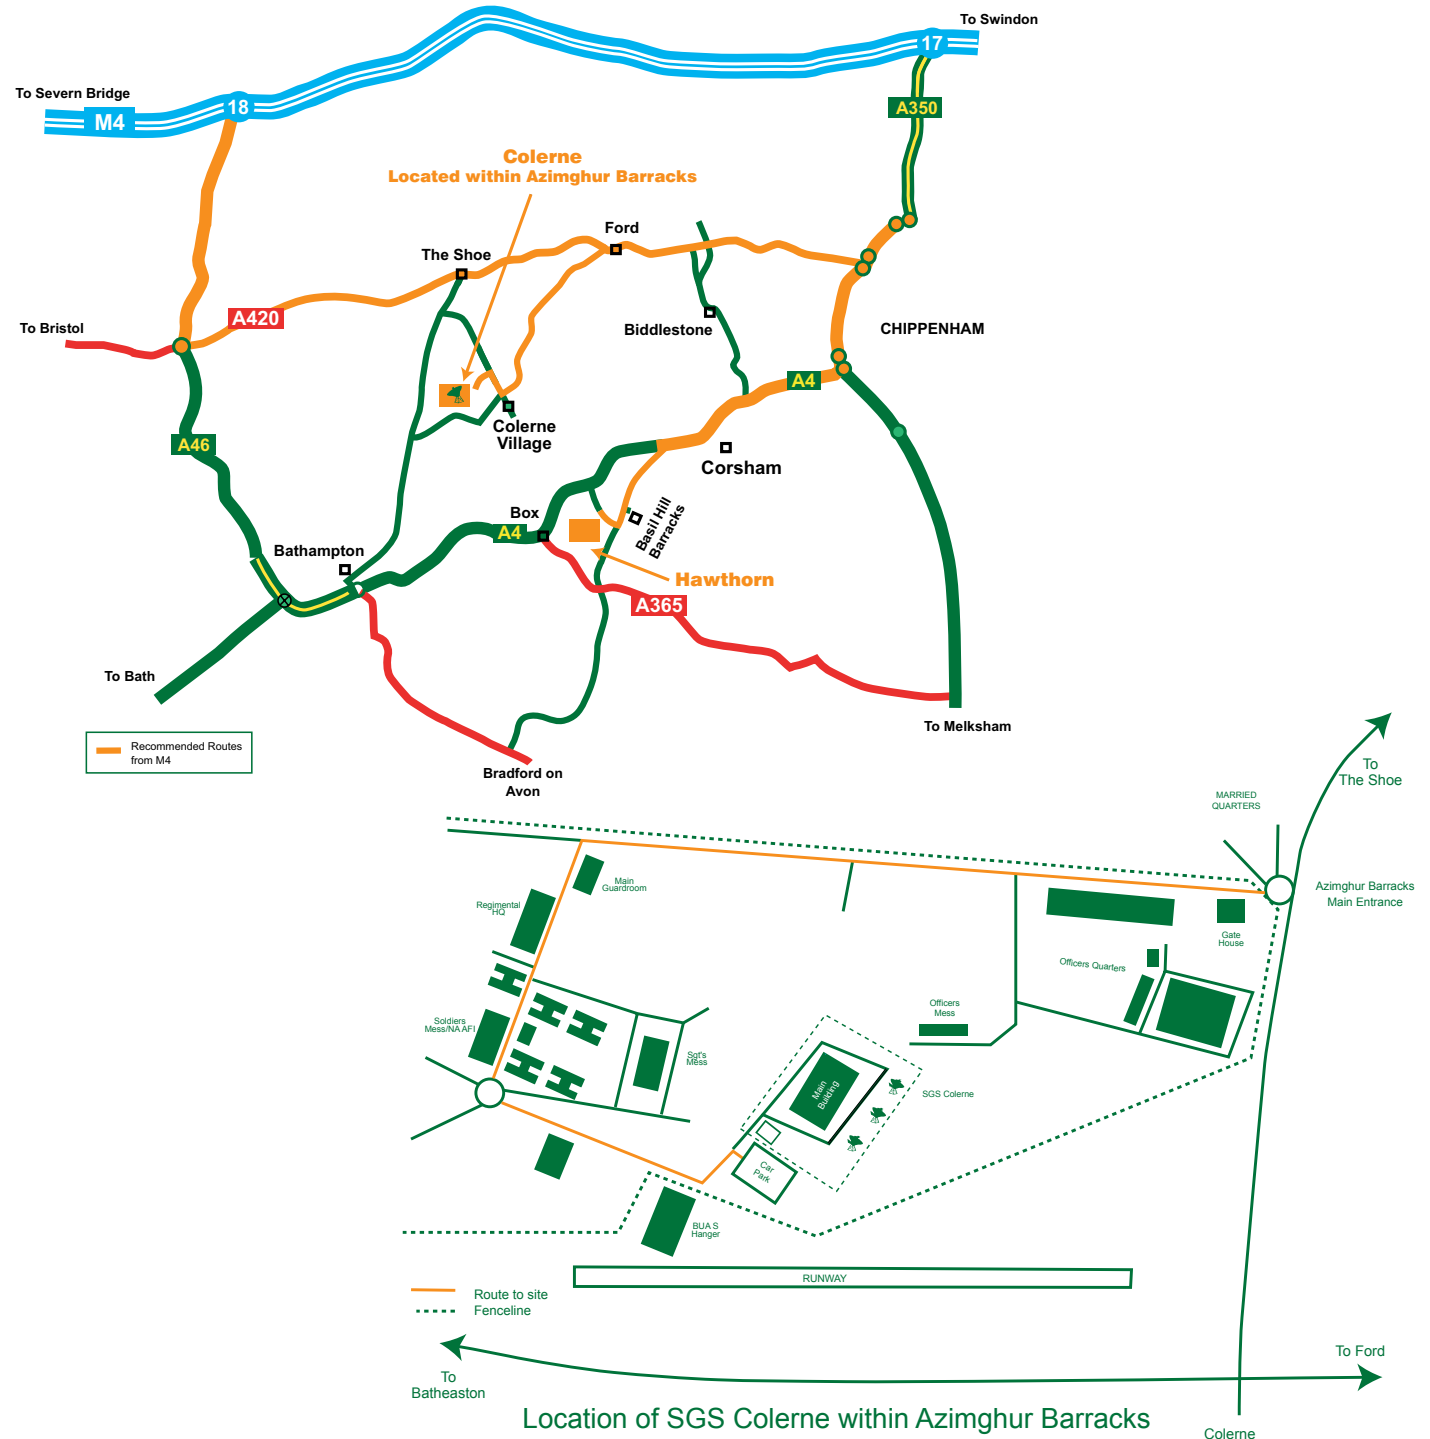 To Swindon
17
To Severn Bridge
18
M4
A350
Colerne
Located within Azimghur Barracks
Ford
The Shoe
A420
To Bristol
Biddlestone
CHIPPENHAM
A4
Colerne
Village
A46
Corsham
Box
A4
Basil Hill
Barracks
Bathampton
Hawthorn
A365
To Bath
To Melksham
Recommended Routes
from M4
Bradford on
Avon
To
The Shoe
MARRIED
QUARTERS
Main
Guardroom
Azimghur Barracks
Main Entrance
Regimental
HQ
Gate
House
Officers Quarters
Officers
Mess
Soldiers
Mess/NA AFI
Sgt's
Mess
Main
Building
SGS Colerne
Car
Park
BUA S
Hanger
RUNWAY
Route to site
Fenceline
To Ford
To
Batheaston
Location of SGS Colerne within Azimghur Barracks
Colerne